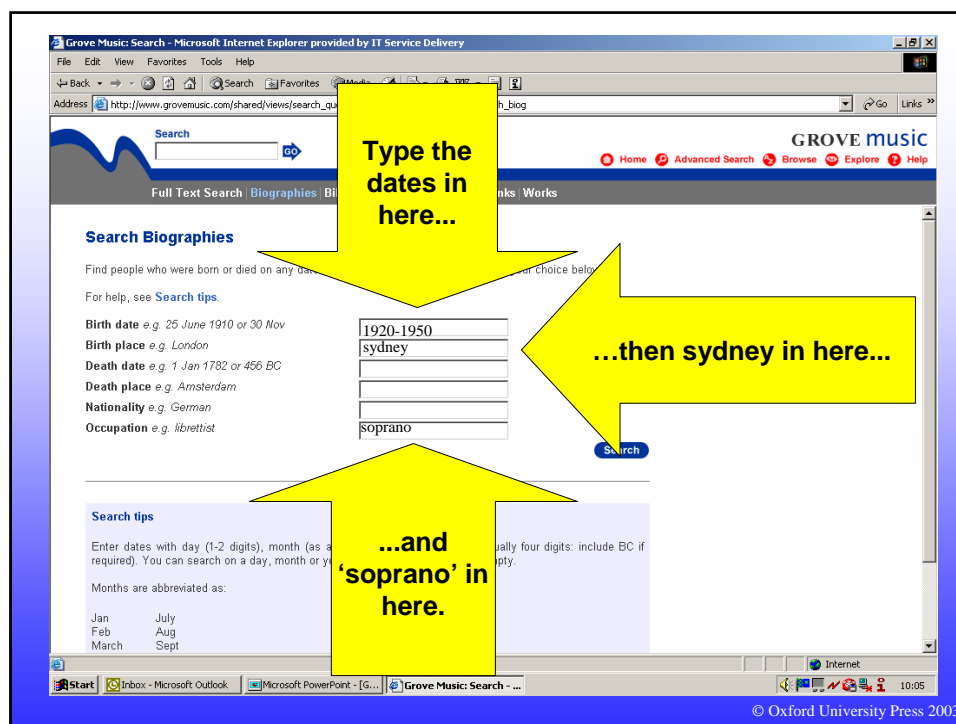 Grove Music: Search - Microsoft Internet Explorer provided by IT Service Delivery
File Edit View Favorites Tools Help
Back Search Favorites
Address http://www.grovemusic.com/shared/views/search_qu h_biog Go Links »
Search
GO
GROVE music
Home Advanced Search Browse Explore Help
Full Text Search | Biographies | Bi nks | Works
Type the
dates in
here...
Search Biographies
Find people who were born or died on any dat our choice belo
For help, see Search tips.
Birth date e.g. 25 June 1910 or 30 Nov 1920-1950
Birth place e.g. London sydney
Death date e.g. 1 Jan 1782 or 456 BC
Death place e.g. Amsterdam
Nationality e.g. German
Occupation e.g. librettist soprano
…then sydney in here...
Search
Search tips
Enter dates with day (1-2 digits), month (as a ually four digits: include BC if
required). You can search on a day, month or ye pty.
Months are abbreviated as:
Jan July
Feb Aug
March Sept
...and
‘soprano’ in
here.
Internet
Start Inbox - Microsoft Outlook Microsoft PowerPoint - [G... Grove Music: Search - ... 10:05
© Oxford University Press 2003